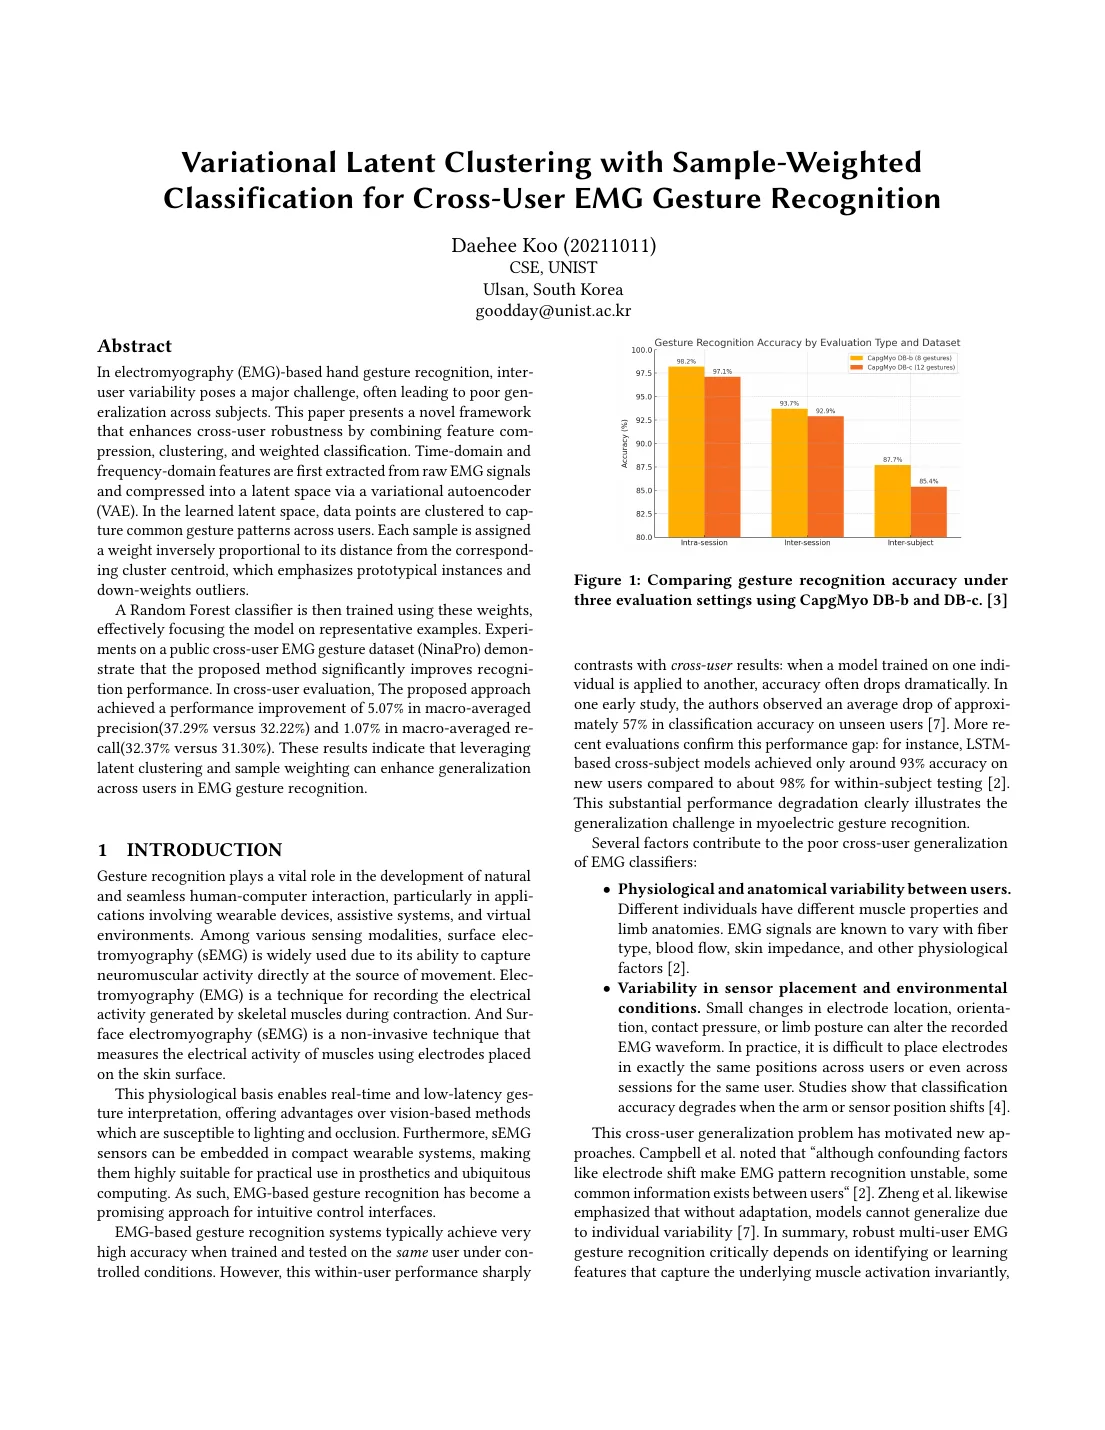 Variational Latent Clustering with Sample-Weighted
Classification for Cross-User EMG Gesture Recognition
Daehee Koo (20211011)
CSE, UNIST
Ulsan, South Korea
goodday@unist.ac.kr
Abstract
In electromyography (EMG)-based hand gesture recognition, inter-
user variability poses a major challenge, often leading to poor gen-
eralization across subjects. This paper presents a novel framework
that enhances cross-user robustness by combining feature com-
pression, clustering, and weighted classification. Time-domain and
frequency-domain features are first extracted from raw EMG signals
and compressed into a latent space via a variational autoencoder
(VAE). In the learned latent space, data points are clustered to cap-
ture common gesture patterns across users. Each sample is assigned
a weight inversely proportional to its distance from the correspond-
ing cluster centroid, which emphasizes prototypical instances and
down-weights outliers.
A Random Forest classifier is then trained using these weights,
effectively focusing the model on representative examples. Experi-
ments on a public cross-user EMG gesture dataset (NinaPro) demon-
strate that the proposed method significantly improves recogni-
tion performance. In cross-user evaluation, The proposed approach
achieved a performance improvement of 5.07% in macro-averaged
precision(37.29% versus 32.22%) and 1.07% in macro-averaged re-
call(32.37% versus 31.30%). These results indicate that leveraging
latent clustering and sample weighting can enhance generalization
across users in EMG gesture recognition.
1 INTRODUCTION
Gesture recognition plays a vital role in the development of natural
and seamless human-computer interaction, particularly in appli-
cations involving wearable devices, assistive systems, and virtual
environments. Among various sensing modalities, surface elec-
tromyography (sEMG) is widely used due to its ability to capture
neuromuscular activity directly at the source of movement. Elec-
tromyography (EMG) is a technique for recording the electrical
activity generated by skeletal muscles during contraction. And Sur-
face electromyography (sEMG) is a non-invasive technique that
measures the electrical activity of muscles using electrodes placed
on the skin surface.
This physiological basis enables real-time and low-latency ges-
ture interpretation, offering advantages over vision-based methods
which are susceptible to lighting and occlusion. Furthermore, sEMG
sensors can be embedded in compact wearable systems, making
them highly suitable for practical use in prosthetics and ubiquitous
computing. As such, EMG-based gesture recognition has become a
promising approach for intuitive control interfaces.
EMG-based gesture recognition systems typically achieve very
high accuracy when trained and tested on the same user under con-
trolled conditions. However, this within-user performance sharply
Gesture Recognition Accuracy by Evaluation Type and Dataset
CapgMyo DB-b (8 gestures)
CapgMyo DB-c (12 gestures)
Accuracy (%)
100.0
97.5
95.0
92.5
90.0
87.5
85.0
82.5
80.0
98.2%
97.1%
93.7%
92.9%
87.7%
85.4%
Intra-session
Inter-session
Inter-subject
Figure 1: Comparing gesture recognition accuracy under
three evaluation settings using CapgMyo DB-b and DB-c. [3]
contrasts with cross-user results: when a model trained on one indi-
vidual is applied to another, accuracy often drops dramatically. In
one early study, the authors observed an average drop of approxi-
mately 57% in classification accuracy on unseen users [7]. More re-
cent evaluations confirm this performance gap: for instance, LSTM-
based cross-subject models achieved only around 93% accuracy on
new users compared to about 98% for within-subject testing [2].
This substantial performance degradation clearly illustrates the
generalization challenge in myoelectric gesture recognition.
Several factors contribute to the poor cross-user generalization
of EMG classifiers:
• Physiological and anatomical variability between users.
Different individuals have different muscle properties and
limb anatomies. EMG signals are known to vary with fiber
type, blood flow, skin impedance, and other physiological
factors [2].
• Variability in sensor placement and environmental
conditions. Small changes in electrode location, orienta-
tion, contact pressure, or limb posture can alter the recorded
EMG waveform. In practice, it is difficult to place electrodes
in exactly the same positions across users or even across
sessions for the same user. Studies show that classification
accuracy degrades when the arm or sensor position shifts [4].
This cross-user generalization problem has motivated new ap-
proaches. Campbell et al. noted that “although confounding factors
like electrode shift make EMG pattern recognition unstable, some
common information exists between users“ [2]. Zheng et al. likewise
emphasized that without adaptation, models cannot generalize due
to individual variability [7]. In summary, robust multi-user EMG
gesture recognition critically depends on identifying or learning
features that capture the underlying muscle activation invariantly,